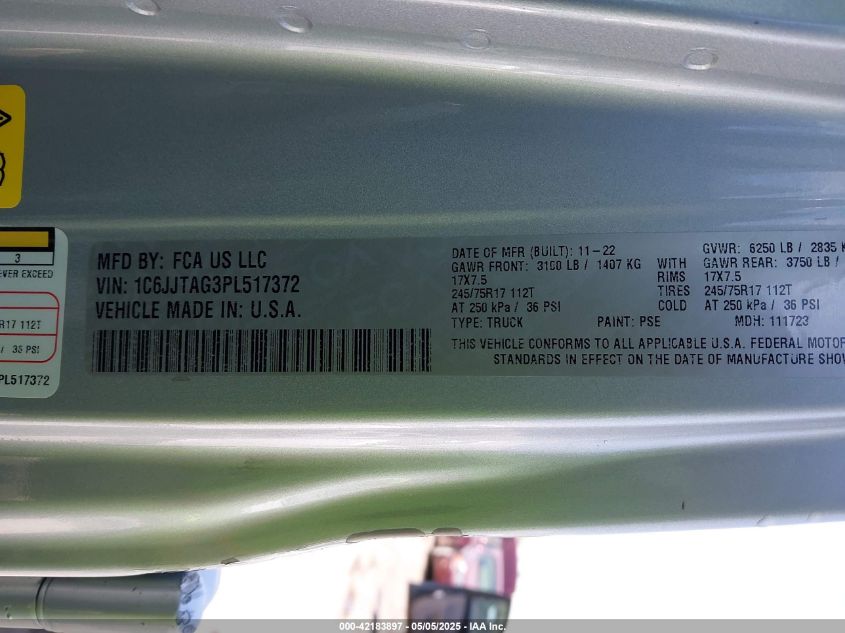 3
EVER EXCEED
R17 112T
/ 35 PSI
PL517372
MFD BY: FCA US LLC
VIN: 1C6JJTAG3PL517372
VEHICLE MADE IN: U.S.A.
DATE OF MFR (BUILT): 11-22 GVWR: 6250 LB / 2835 K
GAWR FRONT: 3100 LB / 1407 KG WITH GAWR REAR: 3750 LB /
17X7.5 RIMS 17X7.5
245/75R17 112T TIRES 245/75R17 112T
AT 250 kPa / 36 PSI COLD AT 250 kPa / 36 PSI
TYPE: TRUCK PAINT: PSE MDH: 111723
THIS VEHICLE CONFORMS TO ALL APPLICABLE U.S.A. FEDERAL MOTOR
STANDARDS IN EFFECT ON THE DATE OF MANUFACTURE SHOW
000-42183897 - 05/05/2025 - IAA Inc.